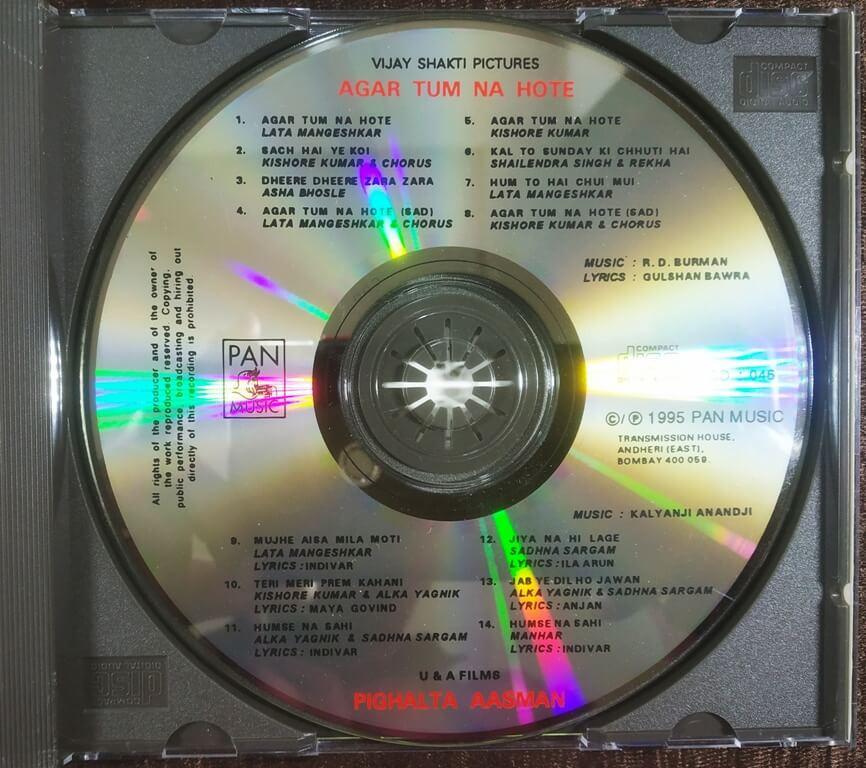 VIJAY SHAKTI PICTURES
AGAR TUM NA HOTE
1. AGAR TUM NA HOTE
LATA MANGESHKAR
2. SACH HAI YE KOI
KISHORE KUMAR & CHORUS
3. DHEERE DHEERE ZARA ZARA
ASHA BHOSLE
4. AGAR TUM NA HOTE (SAD)
LATA MANGESHKAR & CHORUS
5. AGAR TUM NA HOTE
KISHORE KUMAR
6. KAL TO SUNDAY KI CHHUTI HAI
SHAILENDRA SINGH & REKHA
7. HUM TO HAI CHUI MUI
LATA MANGESHKAR
8. AGAR TUM NA HOTE (SAD)
KISHORE KUMAR & CHORUS
MUSIC : R.D. BURMAN
LYRICS : GULSHAN BAWRA
All rights of the producer and of the owner of
the work reproduced reserved. Copying,
public performance, broadcasting and hiring out
directly of this recording is prohibited.
PAN
MUSIC
COMPACT
disc
046
©/℗ 1995 PAN MUSIC
TRANSMISSION HOUSE,
ANDHERI (EAST),
BOMBAY 400 059.
MUSIC : KALYANJI ANANDJI
9. MUJHE AISA MILA MOTI
LATA MANGESHKAR
LYRICS : INDIVAR
10. TERI MERI PREM KAHANI
KISHORE KUMAR & ALKA YAGNIK
LYRICS : MAYA GOVIND
11. HUMSE NA SAHI
ALKA YAGNIK & SADHNA SARGAM
LYRICS : INDIVAR
12. JIYA NA HI LAGE
SADHNA SARGAM
LYRICS : ILA ARUN
13. JAB YE DIL HO JAWAN
ALKA YAGNIK & SADHNA SARGAM
LYRICS : ANJAN
14. HUMSE NA SAHI
MANHAR
LYRICS : INDIVAR
U & A FILMS
PIGHALTA AASMAN
COMPACT
disc
DIGITAL AUDIO
COMPACT
disc
DIGITAL AUDIO